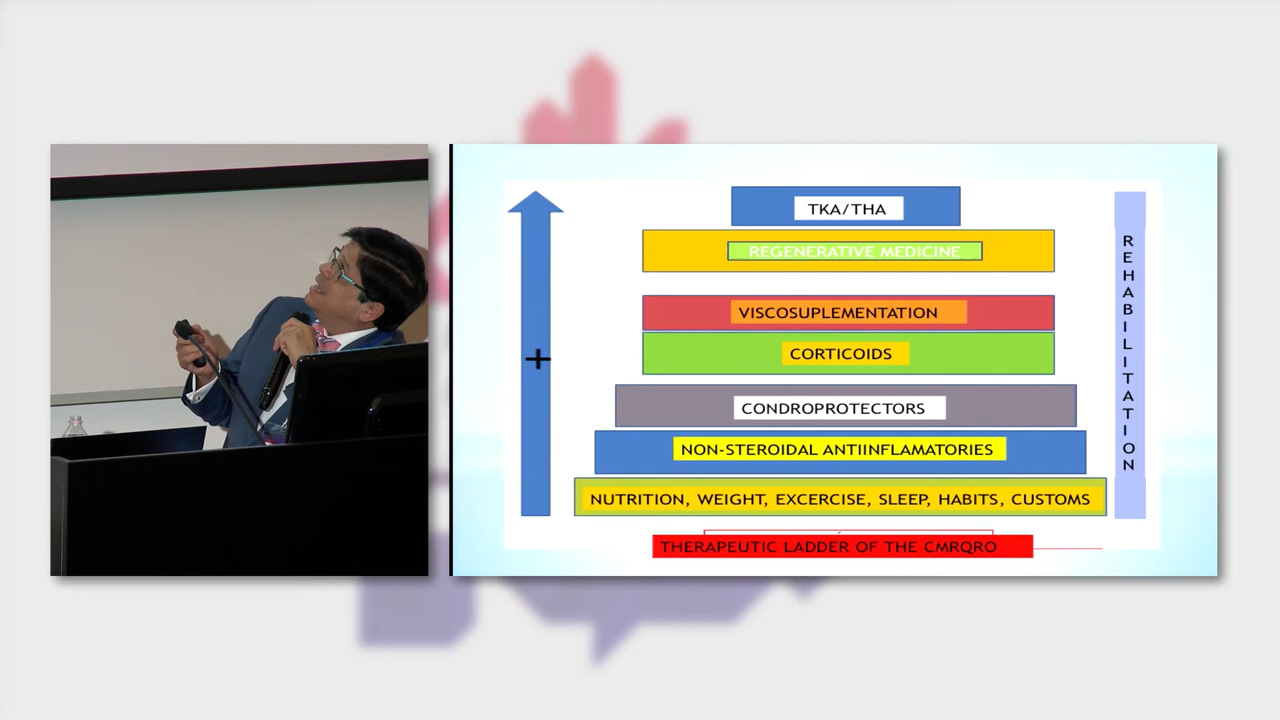 TKA/THA
REGENERATIVE MEDICINE
VISCOSUPLEMENTATION
CORTICOIDS
+
CONDROPROTECTORS
NON-STEROIDAL ANTIINFLAMATORIES
NUTRITION, WEIGHT, EXCERCISE, SLEEP, HABITS, CUSTOMS
THERAPEUTIC LADDER OF THE CMRQRO
REHABILITATION